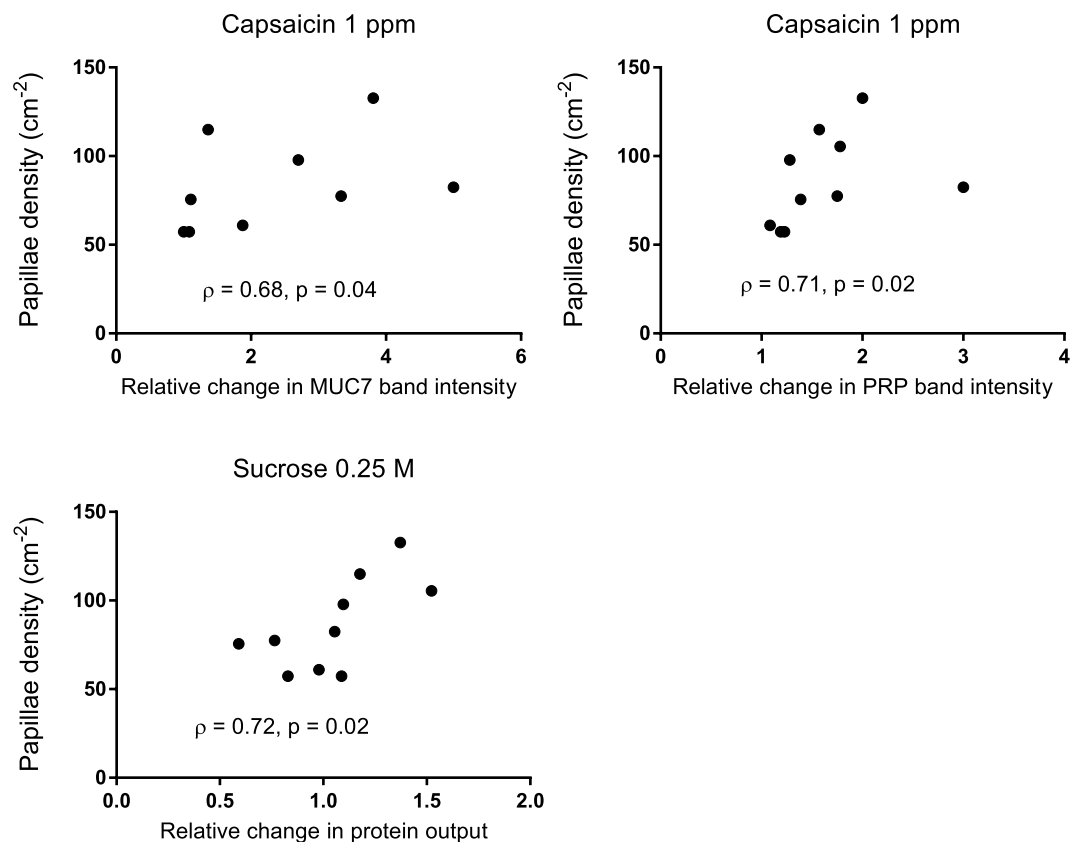 Capsaicin 1 ppm
Papillae density (cm-2)
150
100
50
0
0 2 4 6
ρ = 0.68, p = 0.04
Relative change in MUC7 band intensity
Capsaicin 1 ppm
Papillae density (cm-2)
150
100
50
0
0 1 2 3 4
ρ = 0.71, p = 0.02
Relative change in PRP band intensity
Sucrose 0.25 M
Papillae density (cm-2)
150
100
50
0
0.0 0.5 1.0 1.5 2.0
ρ = 0.72, p = 0.02
Relative change in protein output